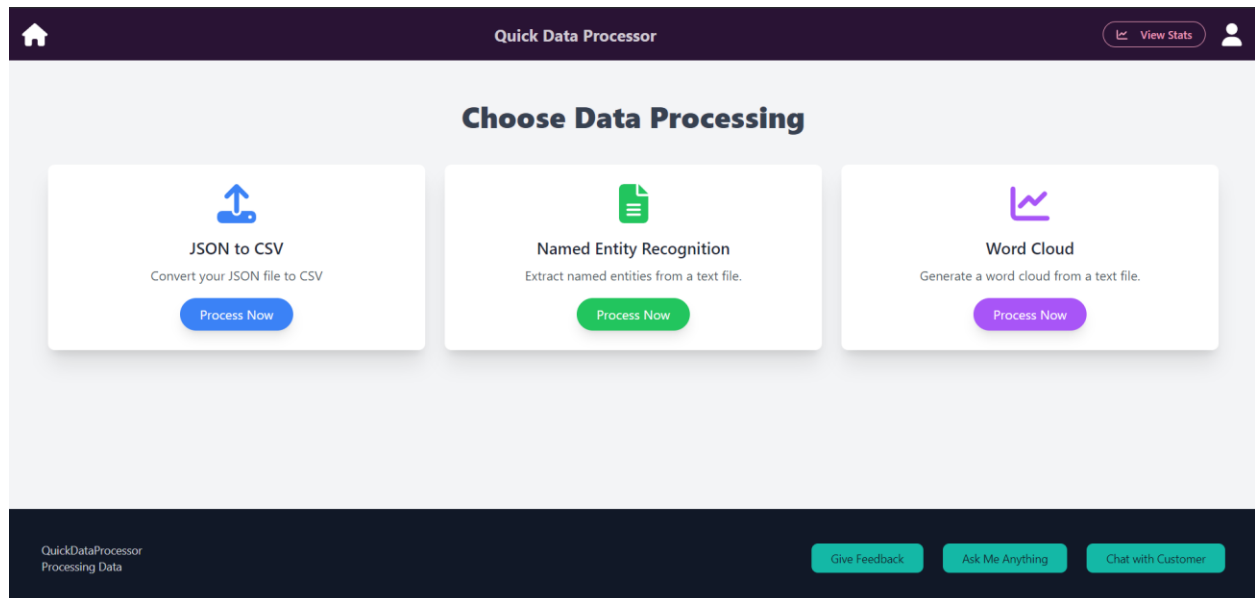 Quick Data Processor
View Stats
Choose Data Processing
JSON to CSV
Convert your JSON file to CSV
Process Now
Named Entity Recognition
Extract named entities from a text file.
Process Now
Word Cloud
Generate a word cloud from a text file.
Process Now
QuickDataProcessor
Processing Data
Give Feedback
Ask Me Anything
Chat with Customer